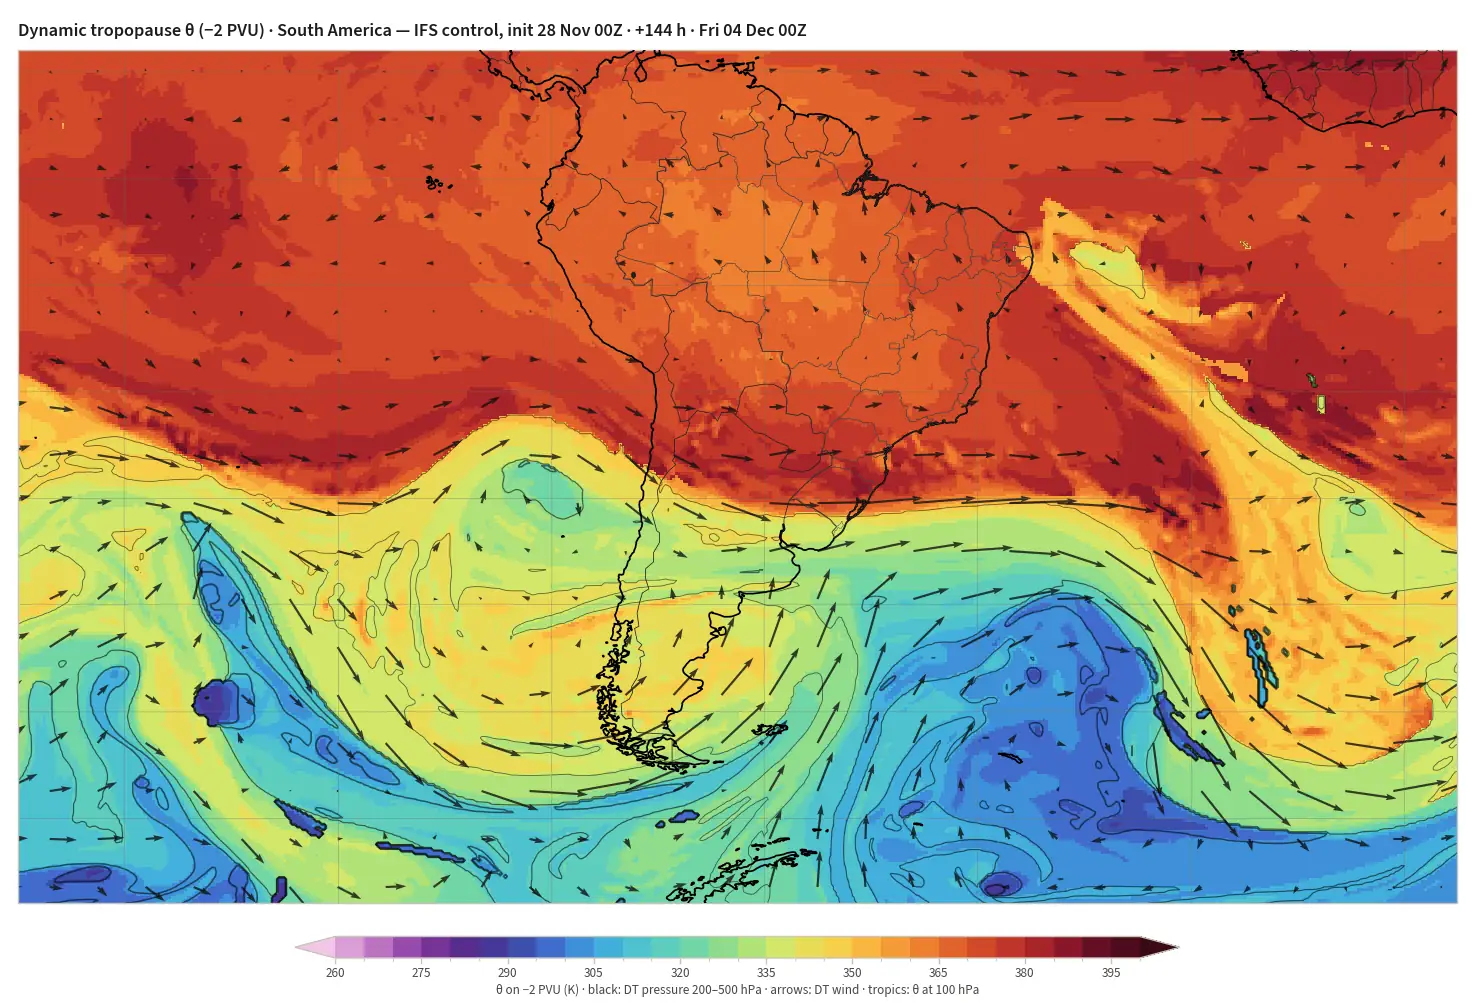 Dynamic tropopause θ (−2 PVU) · South America — IFS control, init 28 Nov 00Z · +144 h · Fri 04 Dec 00Z
260 275 290 305 320 335 350 365 380 395
θ on −2 PVU (K) · black: DT pressure 200–500 hPa · arrows: DT wind · tropics: θ at 100 hPa